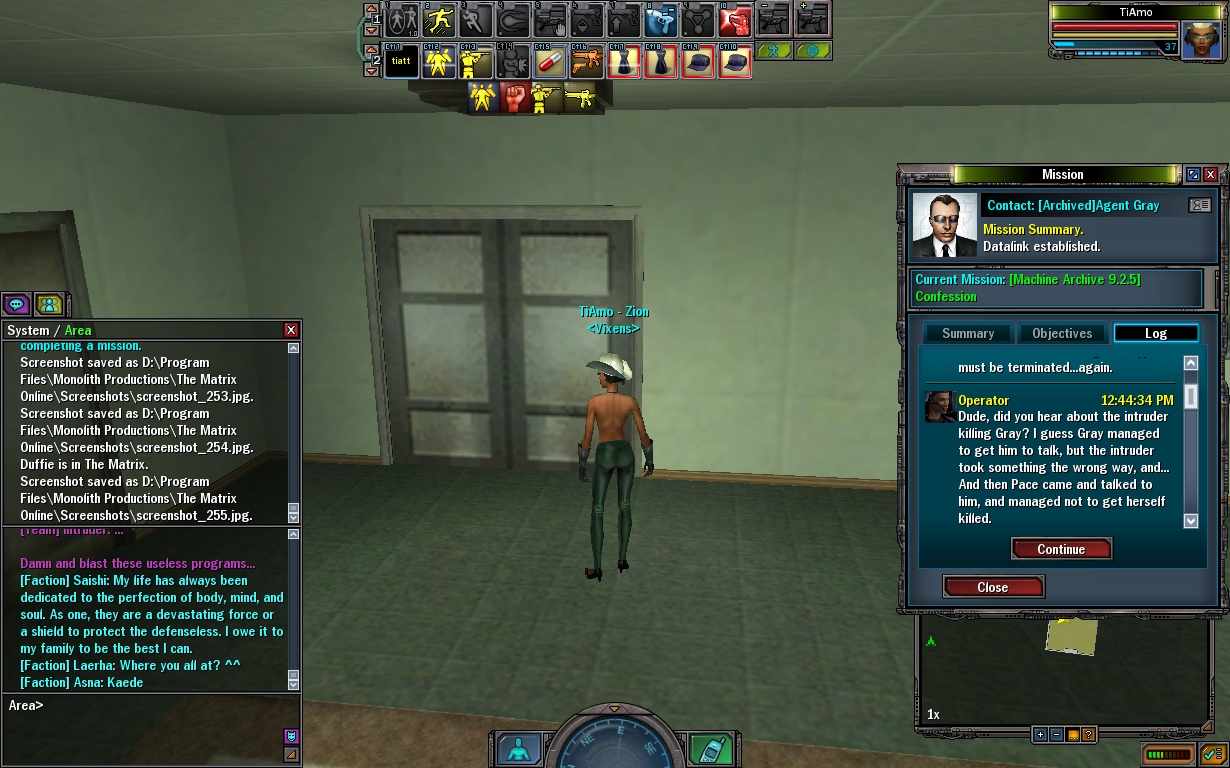 TiAmo
37
1
2
Ctrl1
tiatt
Mission
Contact: [Archived]Agent Gray
Mission Summary.
Datalink established.
Current Mission: [Machine Archive 9.2.5]
Confession
Summary
Objectives
Log
must be terminated...again.
Operator
12:44:34 PM
Dude, did you hear about the intruder
killing Gray? I guess Gray managed
to get him to talk, but the intruder
took something the wrong way, and...
And then Pace came and talked to
him, and managed not to get herself
killed.
Continue
Close
TiAmo - Zion
<Vixens>
System / Area
completing a mission.
Screenshot saved as D:\Program
Files\Monolith Productions\The Matrix
Online\Screenshots\screenshot_253.jpg.
Screenshot saved as D:\Program
Files\Monolith Productions\The Matrix
Online\Screenshots\screenshot_254.jpg.
Duffie is in The Matrix.
Screenshot saved as D:\Program
Files\Monolith Productions\The Matrix
Online\Screenshots\screenshot_255.jpg.
[Team] Intruder: ...
Damn and blast these useless programs...
[Faction] Saishi: My life has always been
dedicated to the perfection of body, mind, and
soul. As one, they are a devastating force or
a shield to protect the defenseless. I owe it to
my family to be the best I can.
[Faction] Laerha: Where you all at? ^^
[Faction] Asna: Kaede
Area>
NE
E
SE
1x